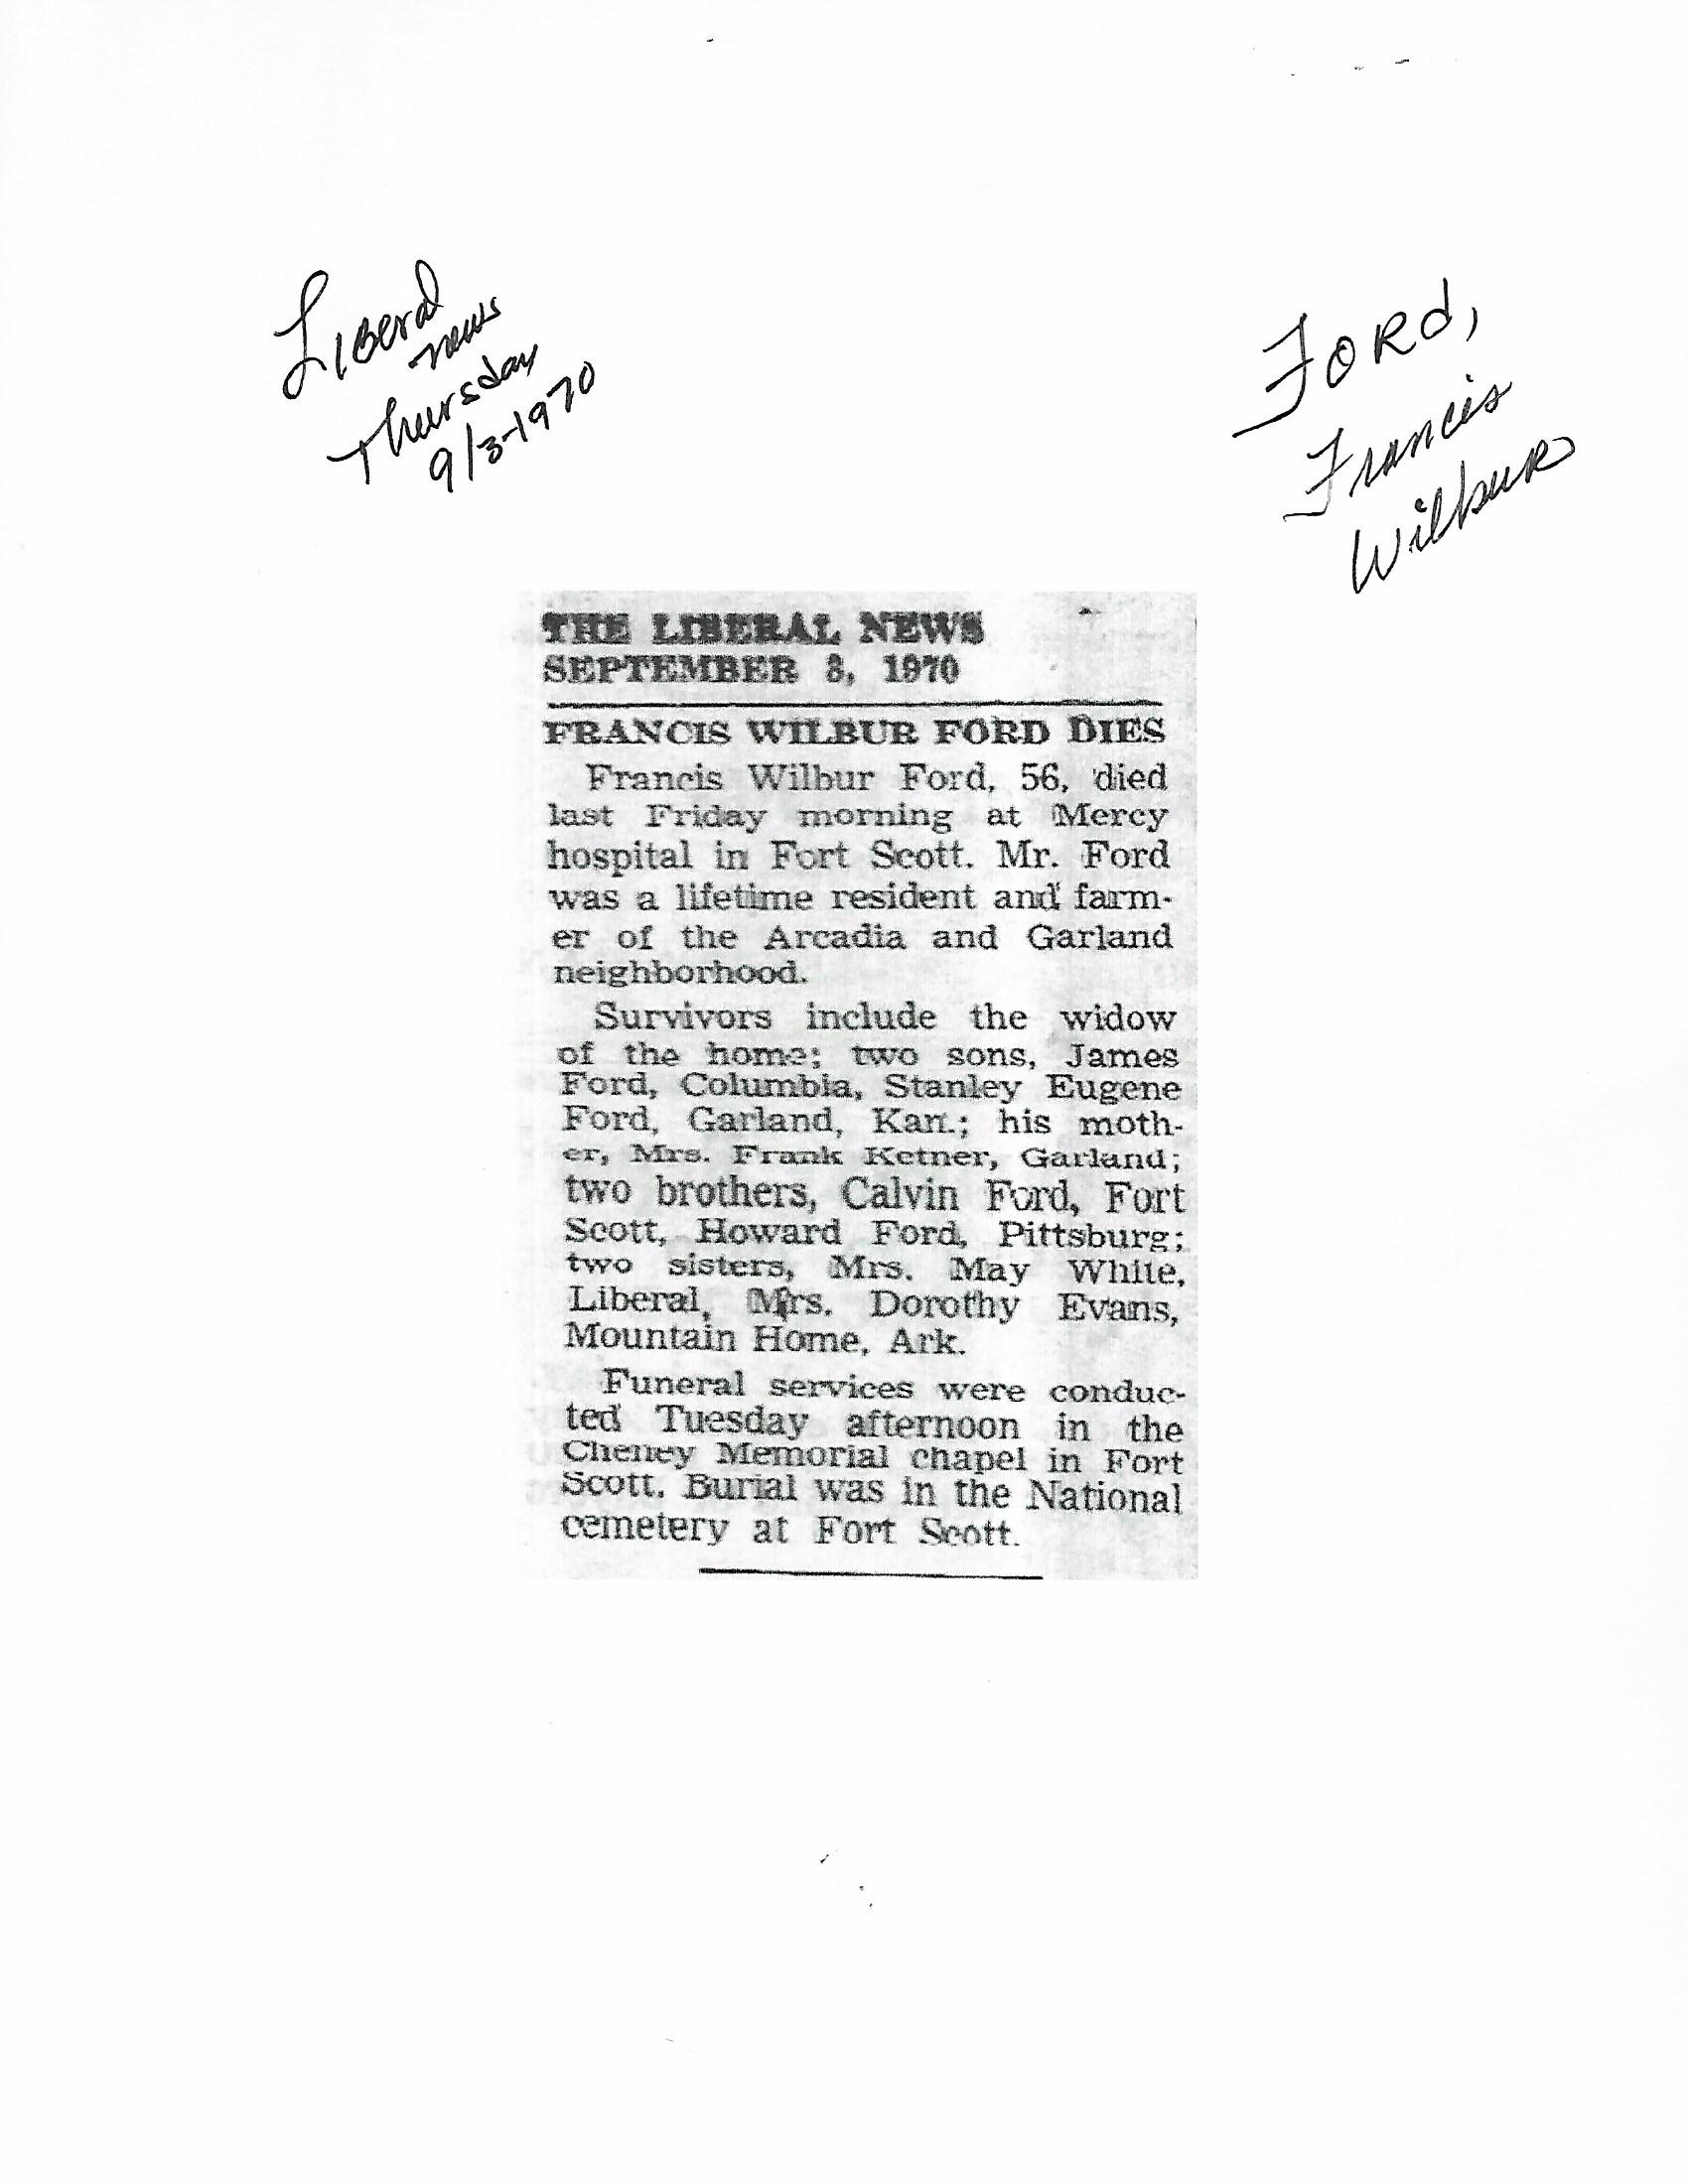 Liberal
News
Thursday
9/3-1970
Ford,
Francis
Wilbur
THE LIBERAL NEWS
SEPTEMBER 3, 1970
FRANCIS WILBUR FORD DIES
Francis Wilbur Ford, 56, died
last Friday morning at Mercy
hospital in Fort Scott. Mr. Ford
was a lifetime resident and farm-
er of the Arcadia and Garland
neighborhood.
Survivors include the widow
of the home; two sons, James
Ford, Columbia, Stanley Eugene
Ford, Garland, Kan.; his moth-
er, Mrs. Frank Ketner, Garland;
two brothers, Calvin Ford, Fort
Scott, Howard Ford, Pittsburg;
two sisters, Mrs. May White,
Liberal, Mrs. Dorothy Evans,
Mountain Home, Ark.
Funeral services were conduc-
ted Tuesday afternoon in the
Cheney Memorial chapel in Fort
Scott. Burial was in the National
cemetery at Fort Scott.